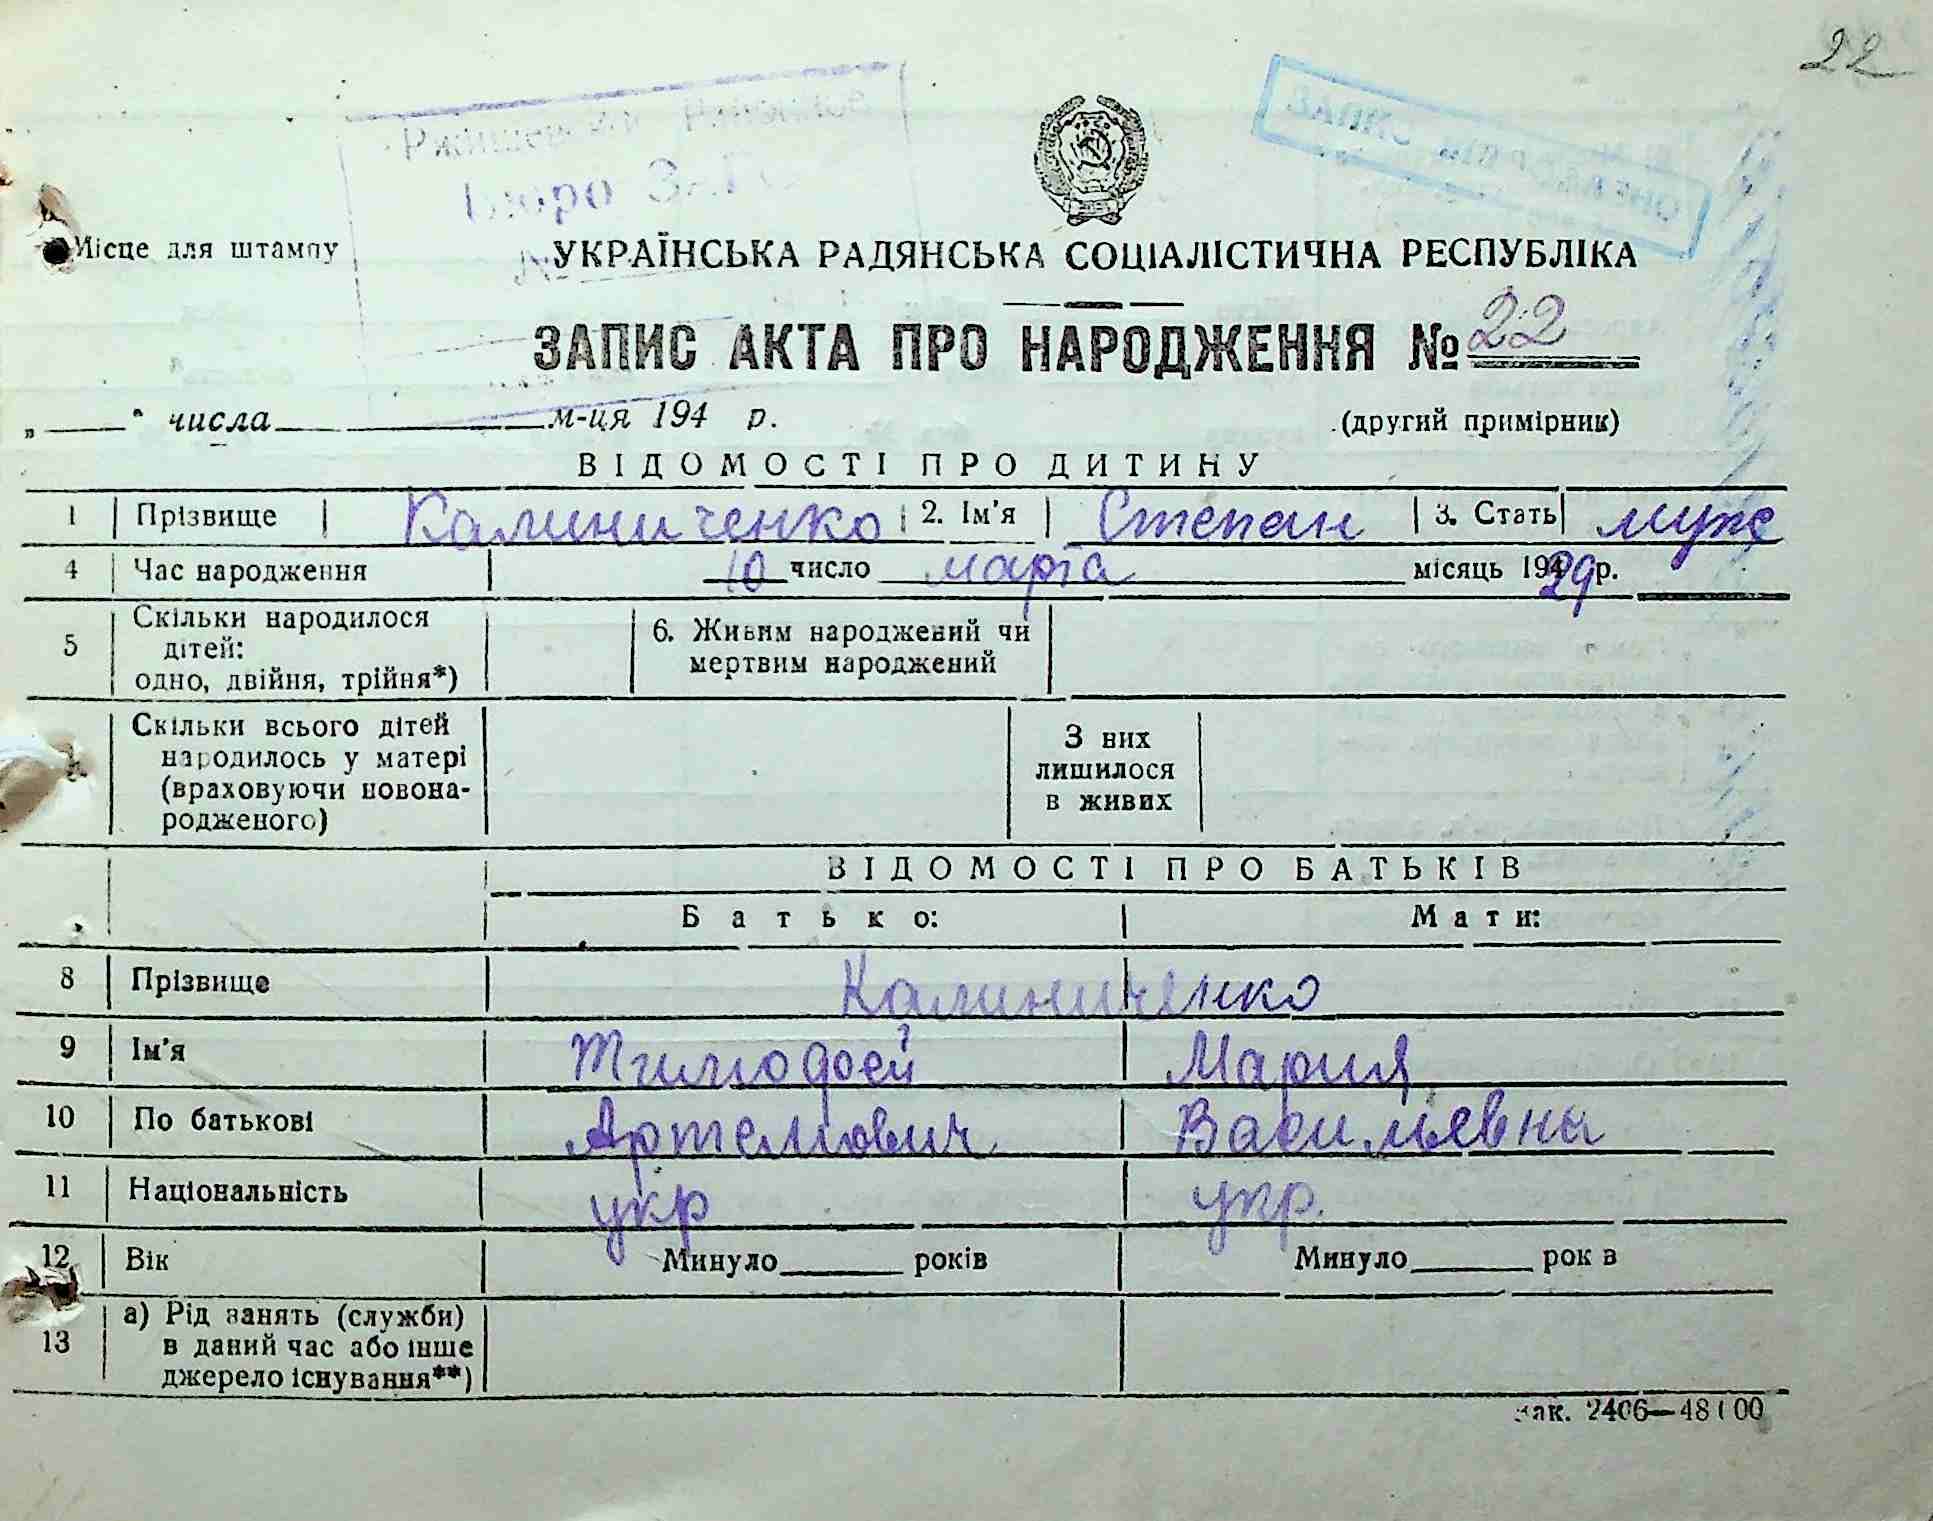 22
Ржищевский Районное
Бюро ЗАГС
№
Місце для штампу
УКРАЇНСЬКА РАДЯНСЬКА СОЦІАЛІСТИЧНА РЕСПУБЛІКА
ЗАПИС АКТА ПРО НАРОДЖЕННЯ № 22
„ " числа м-ця 194 р. (другий примірник)
ВІДОМОСТІ ПРО ДИТИНУ
1 Прізвище Калиниченко 2. Ім'я Степан 3. Стать муж
4 Час народження 10 число марта місяць 1929 р.
5 Скільки народилося дітей: одно, двійня, трійня*) 6. Живим народжений чи мертвим народжений
Скільки всього дітей народилось у матері (враховуючи новонародженого) З них лишилося в живих
ВІДОМОСТІ ПРО БАТЬКІВ
Батько: Мати:
8 Прізвище Калиниченко
9 Ім'я Тимофей Мария
10 По батькові Артемович Васильевна
11 Національність укр укр.
12 Вік Минуло років Минуло рок в
13 а) Рід занять (служби) в даний час або інше джерело існування**)
зак. 2406—48100